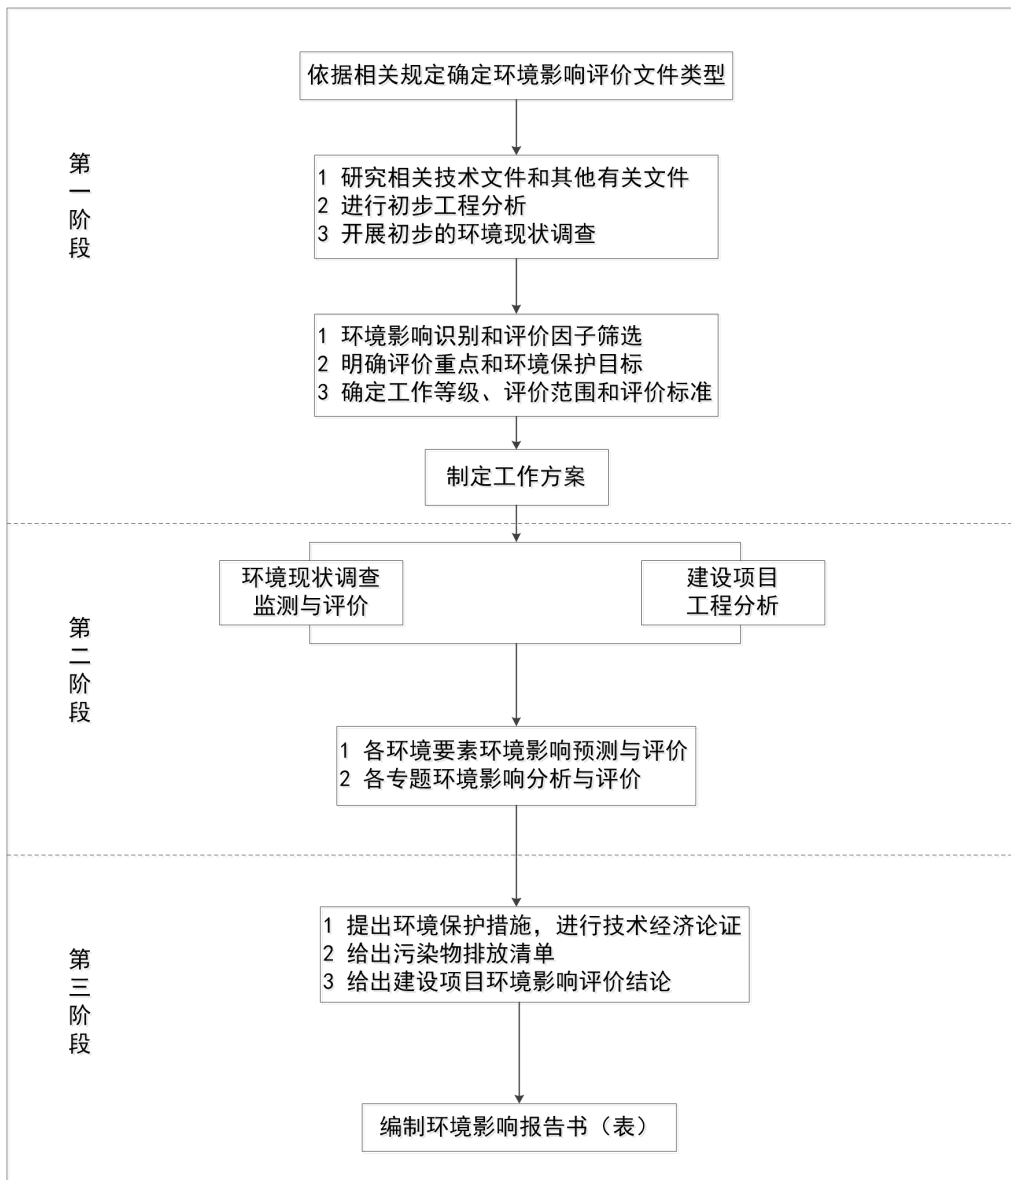 依据相关规定确定环境影响评价文件类型
第一阶段
1 研究相关技术文件和其他有关文件
2 进行初步工程分析
3 开展初步的环境现状调查
1 环境影响识别和评价因子筛选
2 明确评价重点和环境保护目标
3 确定工作等级、评价范围和评价标准
制定工作方案
第二阶段
环境现状调查
监测与评价
建设项目
工程分析
1 各环境要素环境影响预测与评价
2 各专题环境影响分析与评价
第三阶段
1 提出环境保护措施，进行技术经济论证
2 给出污染物排放清单
3 给出建设项目环境影响评价结论
编制环境影响报告书（表）